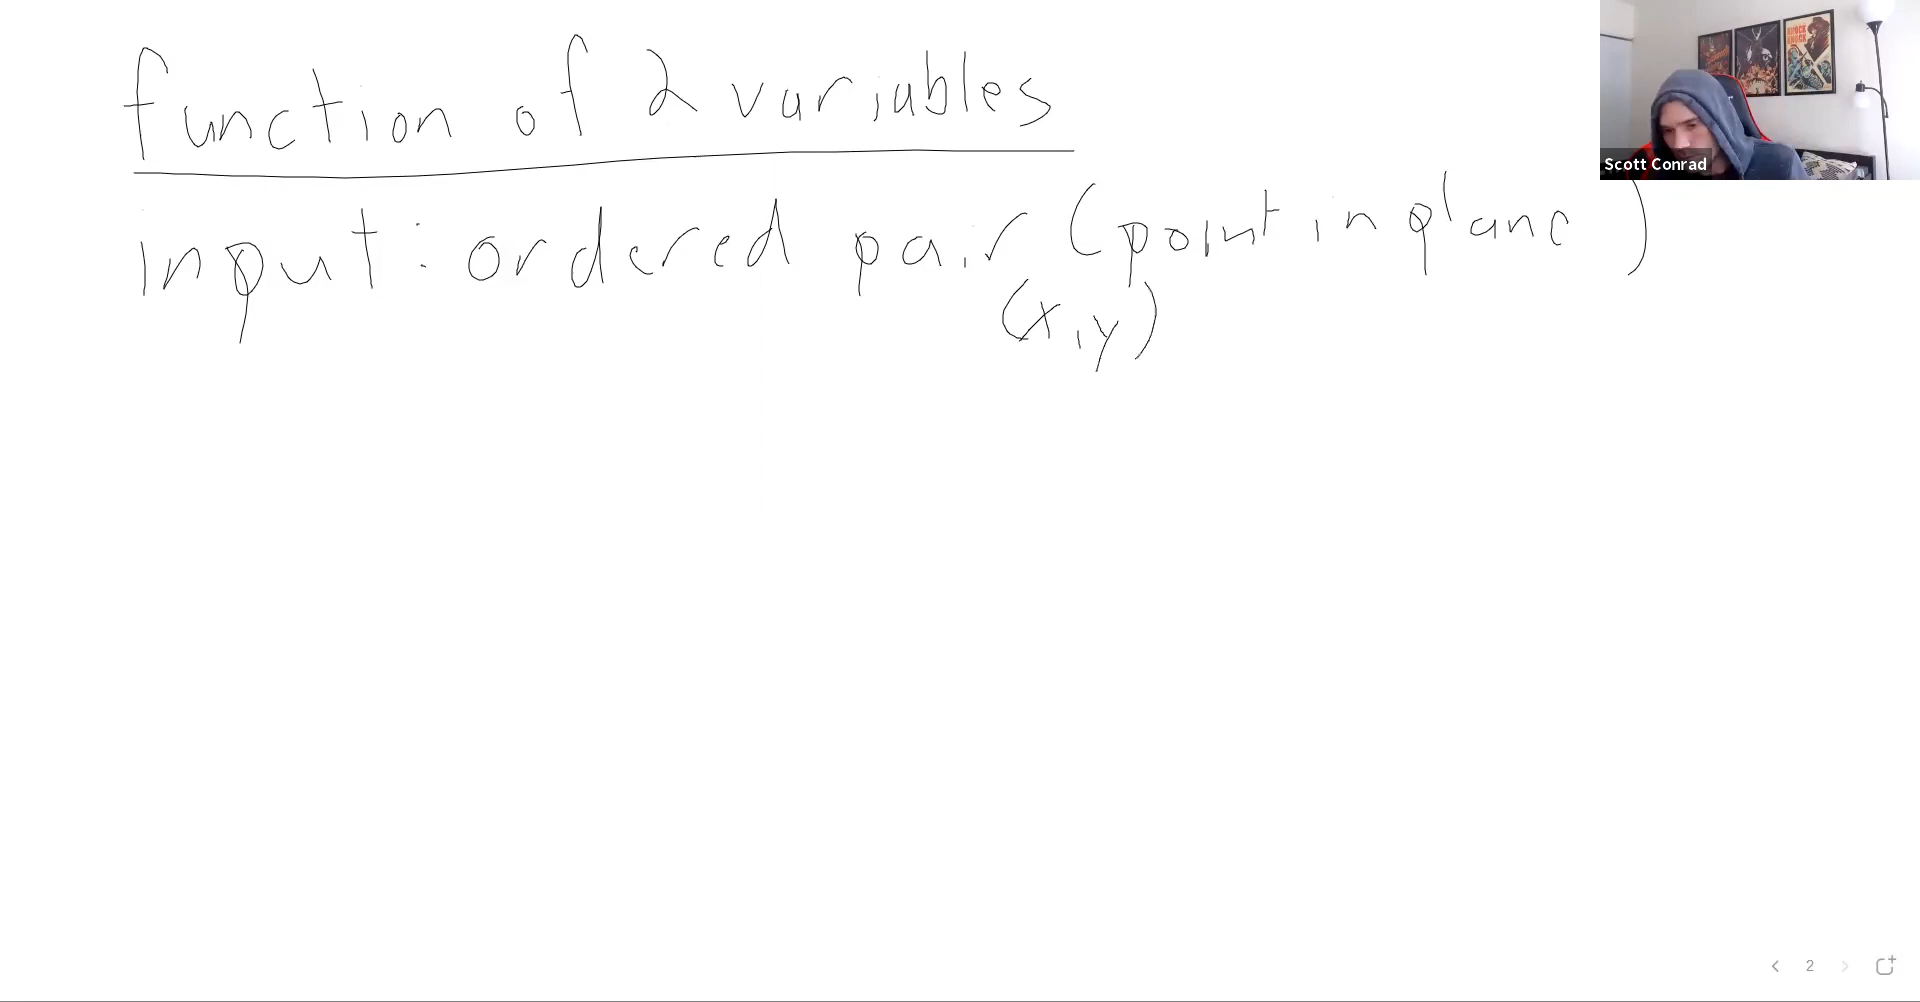 function of 2 variables
input: ordered pair (point in plane)
(x,y)
Scott Conrad
2